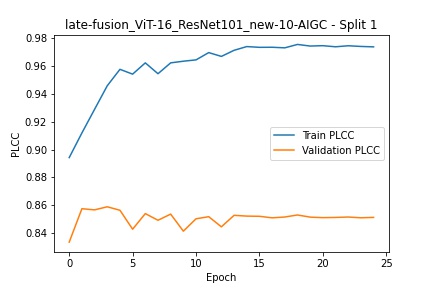 late-fusion_ViT-16_ResNet101_new-10-AIGC - Split 1
0.98
0.96
0.94
0.92
0.90
0.88
0.86
0.84
PLCC
Train PLCC
Validation PLCC
0 5 10 15 20 25
Epoch